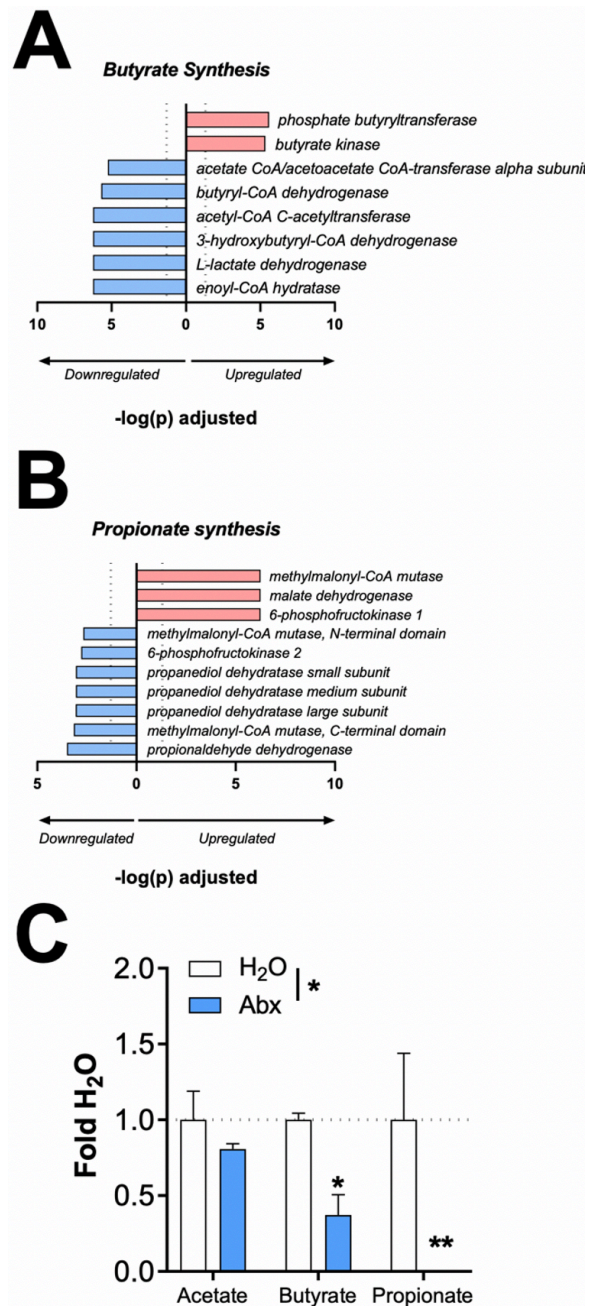 A
Butyrate Synthesis
phosphate butyryltransferase
butyrate kinase
acetate CoA/acetoacetate CoA-transferase alpha subunit
butyryl-CoA dehydrogenase
acetyl-CoA C-acetyltransferase
3-hydroxybutyryl-CoA dehydrogenase
L-lactate dehydrogenase
enoyl-CoA hydratase
10 5 0 5 10
Downregulated Upregulated
-log(p) adjusted
B
Propionate synthesis
methylmalonyl-CoA mutase
malate dehydrogenase
6-phosphofructokinase 1
methylmalonyl-CoA mutase, N-terminal domain
6-phosphofructokinase 2
propanediol dehydratase small subunit
propanediol dehydratase medium subunit
propanediol dehydratase large subunit
methylmalonyl-CoA mutase, C-terminal domain
propionaldehyde dehydrogenase
5 0 5 10
Downregulated Upregulated
-log(p) adjusted
C
Fold H₂O
2.0
1.5
1.0
0.5
0.0
H₂O
Abx
*
*
**
Acetate Butyrate Propionate